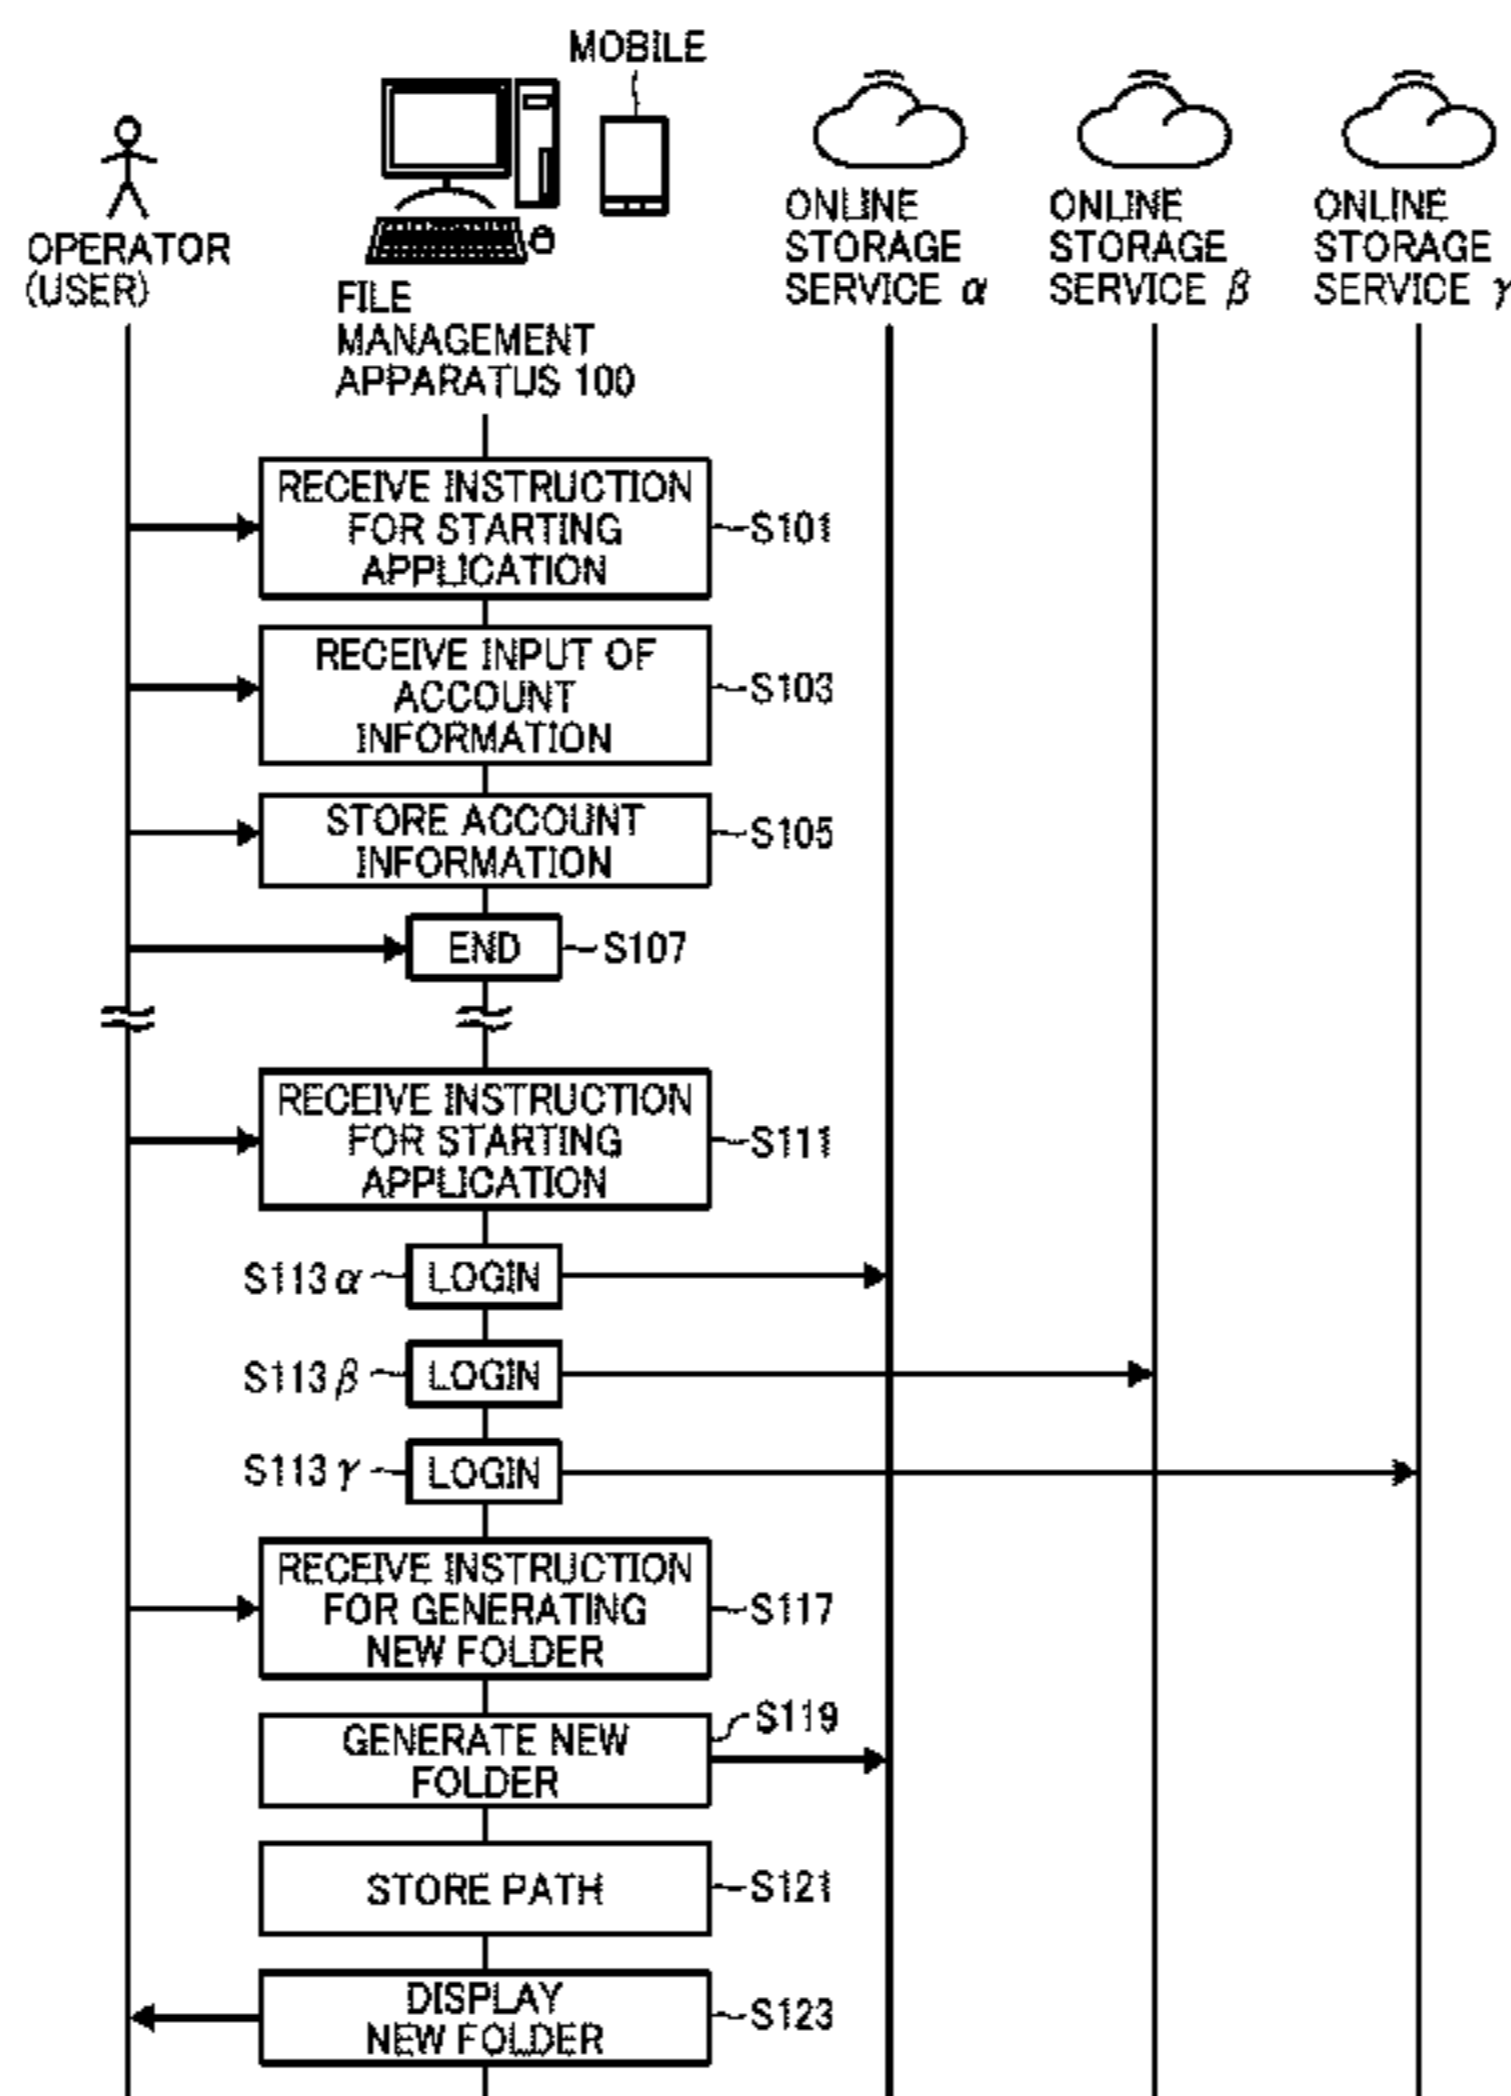 MOBILE
OPERATOR
(USER)
FILE
MANAGEMENT
APPARATUS 100
ONLINE
STORAGE
SERVICE α
ONLINE
STORAGE
SERVICE β
ONLINE
STORAGE
SERVICE γ
RECEIVE INSTRUCTION
FOR STARTING
APPLICATION
S101
RECEIVE INPUT OF
ACCOUNT
INFORMATION
S103
STORE ACCOUNT
INFORMATION
S105
END
S107
RECEIVE INSTRUCTION
FOR STARTING
APPLICATION
S111
S113α
LOGIN
S113β
LOGIN
S113γ
LOGIN
RECEIVE INSTRUCTION
FOR GENERATING
NEW FOLDER
S117
GENERATE NEW
FOLDER
S119
STORE PATH
S121
DISPLAY
NEW FOLDER
S123